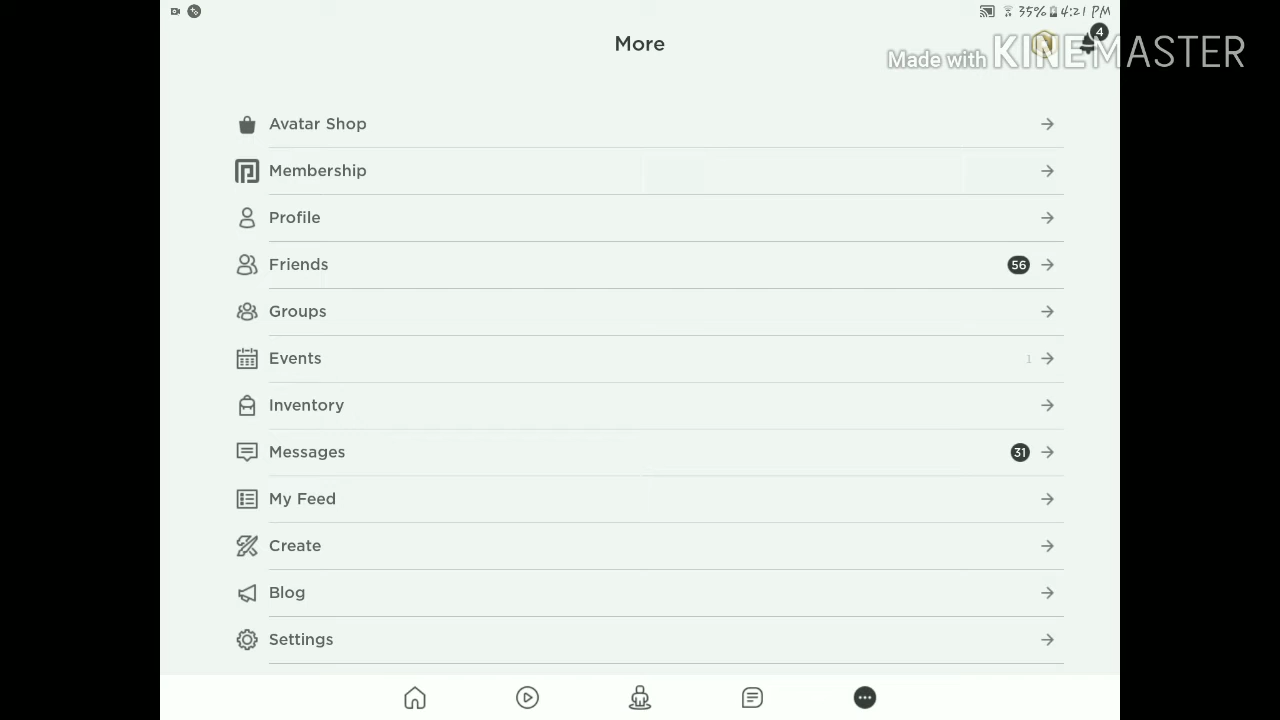 35% 4:21 PM
More
4
Made with KINEMASTER
Avatar Shop
Membership
Profile
Friends 56
Groups
Events 1
Inventory
Messages 31
My Feed
Create
Blog
Settings